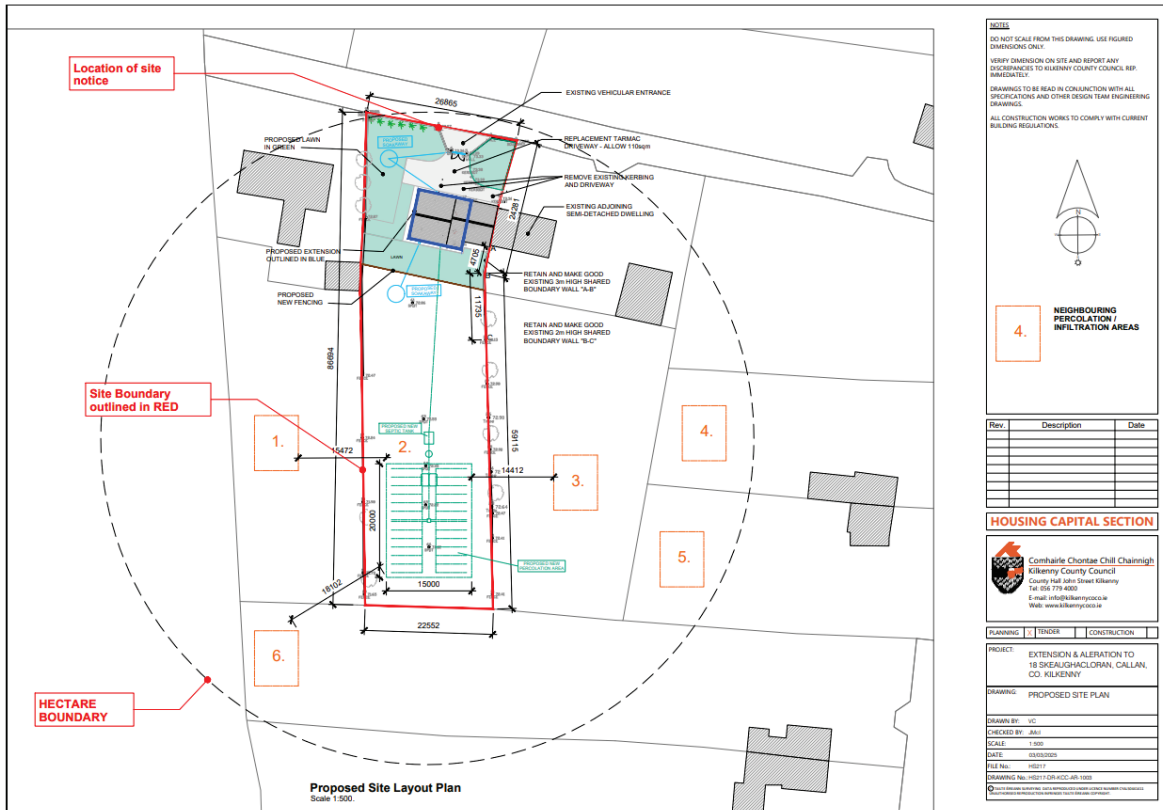 Location of site
notice
26865
EXISTING VEHICULAR ENTRANCE
PROPOSED LAWN
IN GREEN
PROPOSED
REPLACEMENT TARMAC
DRIVEWAY - ALLOW 110sqm
REMOVE EXISTING KERBING
AND DRIVEWAY
24281
EXISTING ADJOINING
SEMI-DETACHED DWELLING
PROPOSED EXTENSION
OUTLINED IN BLUE
LAWN
4705
A
PROPOSED
NEW FENCING
PROPOSED
RETAIN AND MAKE GOOD
EXISTING 3m HIGH SHARED
BOUNDARY WALL "A-B"
11735
RETAIN AND MAKE GOOD
EXISTING 2m HIGH SHARED
BOUNDARY WALL "B-C"
86694
Site Boundary
outlined in RED
1.
15472
PROPOSED NEW
SEPTIC TANK
2.
59115
14412
3.
4.
5.
20000
PROPOSED NEW
PERCOLATION AREA
15000
18102
22552
6.
HECTARE
BOUNDARY
Proposed Site Layout Plan
Scale 1:500.
NOTES
DO NOT SCALE FROM THIS DRAWING. USE FIGURED
DIMENSIONS ONLY.
VERIFY DIMENSION ON SITE AND REPORT ANY
DISCREPANCIES TO KILKENNY COUNTY COUNCIL REP.
IMMEDIATELY.
DRAWINGS TO BE READ IN CONJUNCTION WITH ALL
SPECIFICATIONS AND OTHER DESIGN TEAM ENGINEERING
DRAWINGS.
ALL CONSTRUCTION WORKS TO COMPLY WITH CURRENT
BUILDING REGULATIONS.
N
4.
NEIGHBOURING
PERCOLATION /
INFILTRATION AREAS
Rev. Description Date
HOUSING CAPITAL SECTION
Comhairle Chontae Chill Chainnigh
Kilkenny County Council
County Hall John Street Kilkenny
Tel: 056 779 4000
E-mail: info@kilkennycoco.ie
Web: www.kilkennycoco.ie
PLANNING X TENDER CONSTRUCTION
PROJECT: EXTENSION & ALERATION TO
18 SKEAUGHACLORAN, CALLAN,
CO. KILKENNY
DRAWING: PROPOSED SITE PLAN
DRAWN BY: VC
CHECKED BY: JMcl
SCALE: 1:500
DATE: 03/03/2025
FILE No.: HS217
DRAWING No.: HS217-DR-KCC-AR-1003